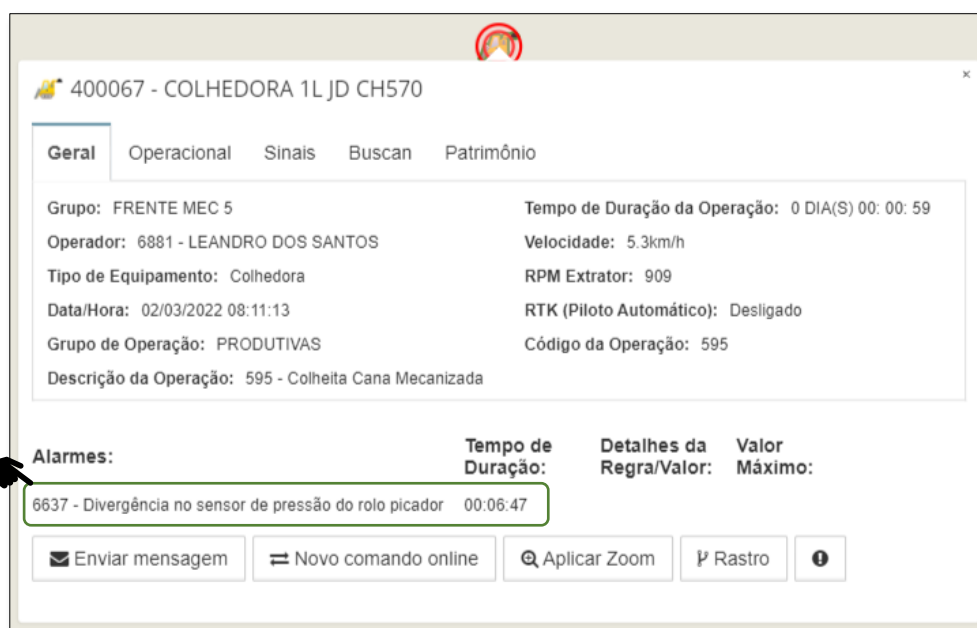 400067 - COLHEDORA 1L JD CH570
×
Geral Operacional Sinais Buscan Patrimônio
Grupo: FRENTE MEC 5
Tempo de Duração da Operação: 0 DIA(S) 00: 00: 59
Operador: 6881 - LEANDRO DOS SANTOS
Velocidade: 5.3km/h
Tipo de Equipamento: Colhedora
RPM Extrator: 909
Data/Hora: 02/03/2022 08:11:13
RTK (Piloto Automático): Desligado
Grupo de Operação: PRODUTIVAS
Código da Operação: 595
Descrição da Operação: 595 - Colheita Cana Mecanizada
Alarmes:
Tempo de
Duração:
Detalhes da
Regra/Valor:
Valor
Máximo:
6637 - Divergência no sensor de pressão do rolo picador 00:06:47
Enviar mensagem
Novo comando online
Aplicar Zoom
Rastro